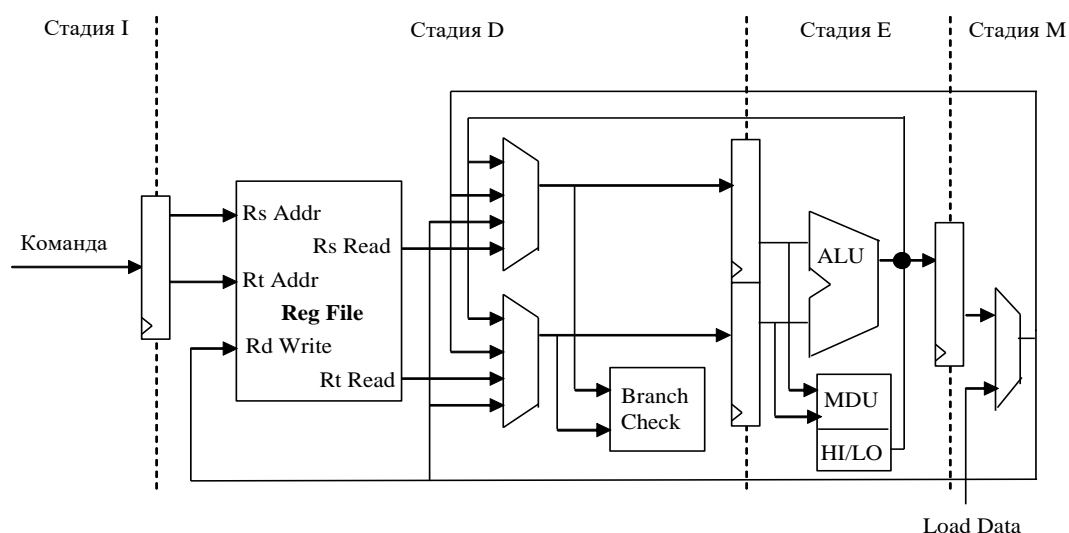 Стадия I
Стадия D
Стадия E
Стадия M
Команда
Rs Addr
Rs Read
Rt Addr
Reg File
Rd Write
Rt Read
Branch
Check
ALU
MDU
HI/LO
Load Data